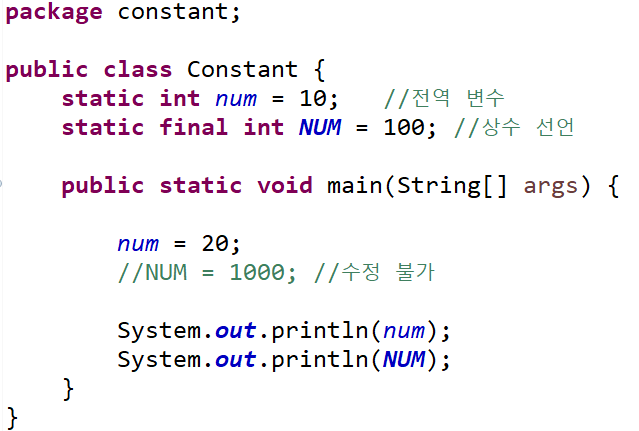 package constant;
public class Constant {
static int num = 10;   //전역 변수
static final int NUM = 100; //상수 선언
public static void main(String[] args) {
num = 20;
//NUM = 1000; //수정 불가
System.out.println(num);
System.out.println(NUM);
}
}